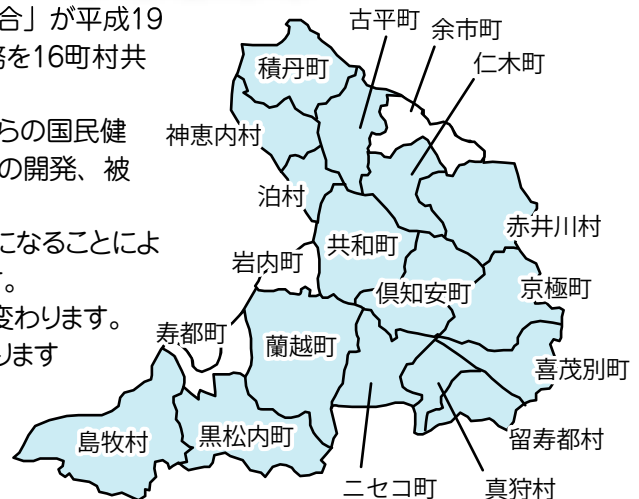 合」が平成19
務を16町村共
らの国民健
の開発、被
になることによ
す。
変わります。
ります
古平町
余市町
仁木町
積丹町
神恵内村
泊村
赤井川村
岩内町
共和町
倶知安町
京極町
寿都町
蘭越町
喜茂別町
島牧村
黒松内町
留寿都村
ニセコ町
真狩村